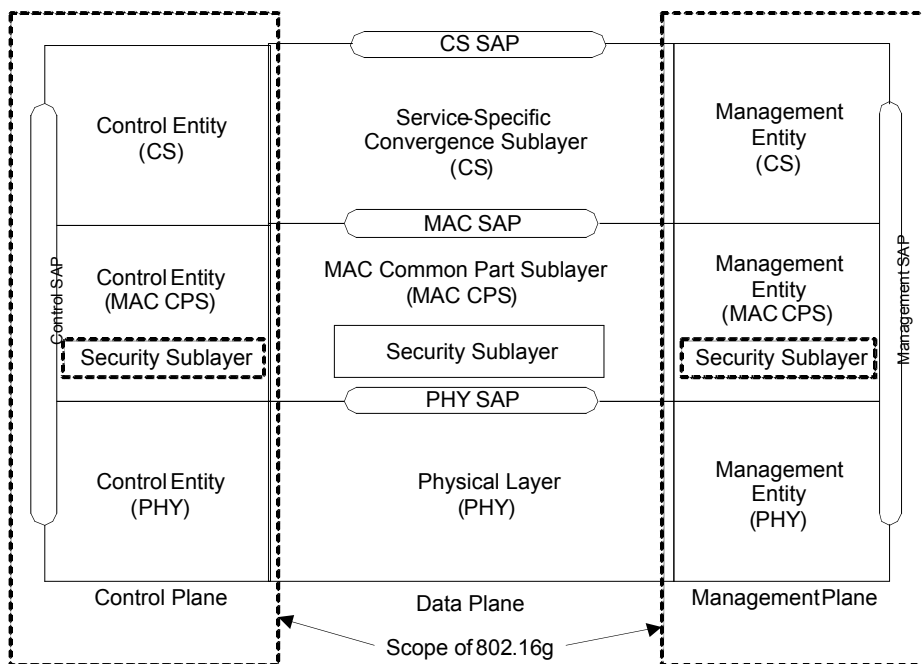 CS SAP
Control Entity
(CS)
Service-Specific
Convergence Sublayer
(CS)
Management
Entity
(CS)
Control SAP
Management SAP
MAC SAP
Control Entity
(MAC CPS)
MAC Common Part Sublayer
(MAC CPS)
Management
Entity
(MAC CPS)
Security Sublayer
Security Sublayer
Security Sublayer
PHY SAP
Control Entity
(PHY)
Physical Layer
(PHY)
Management
Entity
(PHY)
Control Plane
Data Plane
Management Plane
Scope of 802.16g